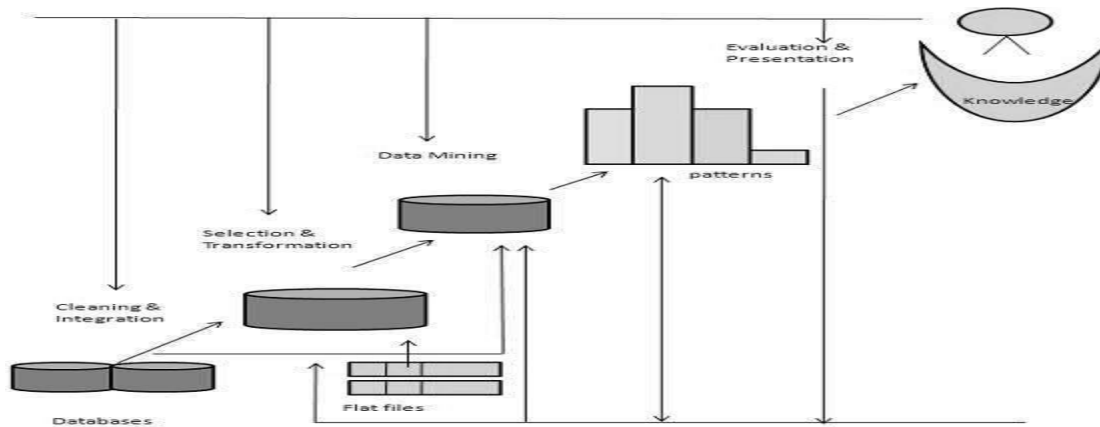 Evaluation &
Presentation
Knowledge
Data Mining
patterns
Selection &
Transformation
Cleaning &
Integration
Flat files
Databases